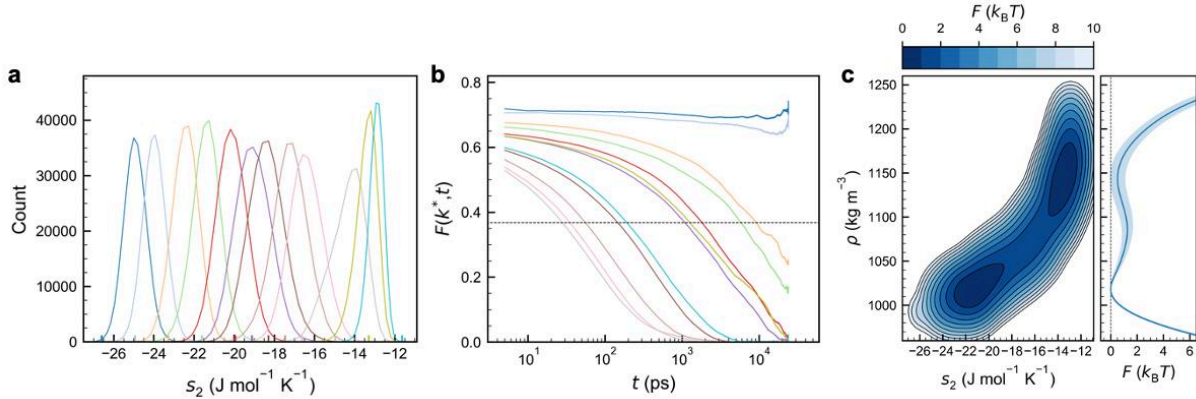 F (k_BT)
0 2 4 6 8 10
a
b
c
40000
30000
20000
10000
0
Count
−26 −24 −22 −20 −18 −16 −14 −12
s₂ (J mol⁻¹ K⁻¹)
0.8
0.6
0.4
0.2
0.0
F(k*,t)
10¹ 10² 10³ 10⁴
t (ps)
1250
1200
1150
1100
1050
1000
ρ (kg m⁻³)
−26 −24 −22 −20 −18 −16 −14 −12
s₂ (J mol⁻¹ K⁻¹)
0 2 4 6
F (k_BT)